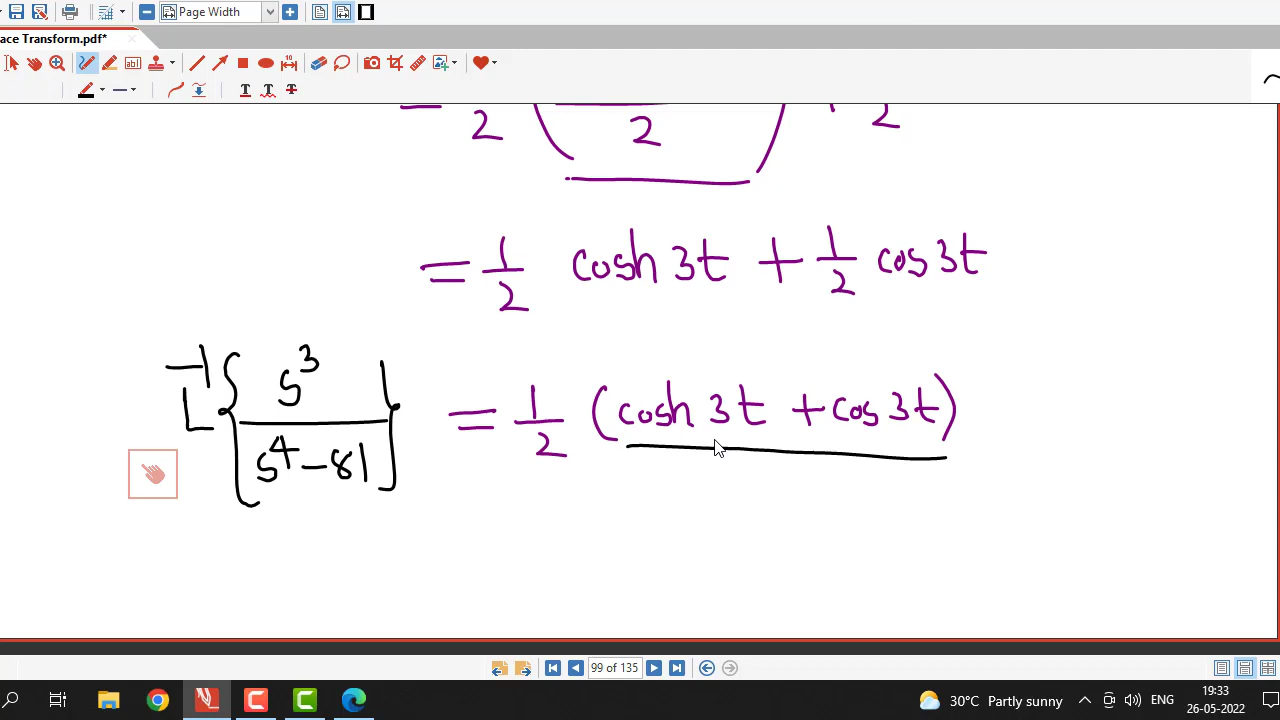 Page Width
ace Transform.pdf*
= 1/2 ( /2 ) + /2
= 1/2 cosh 3t + 1/2 cos 3t
L⁻¹{s³/(s⁴-81)} = 1/2 (cosh 3t + cos 3t)
99 of 135
30°C Partly sunny ENG 19:33
26-05-2022